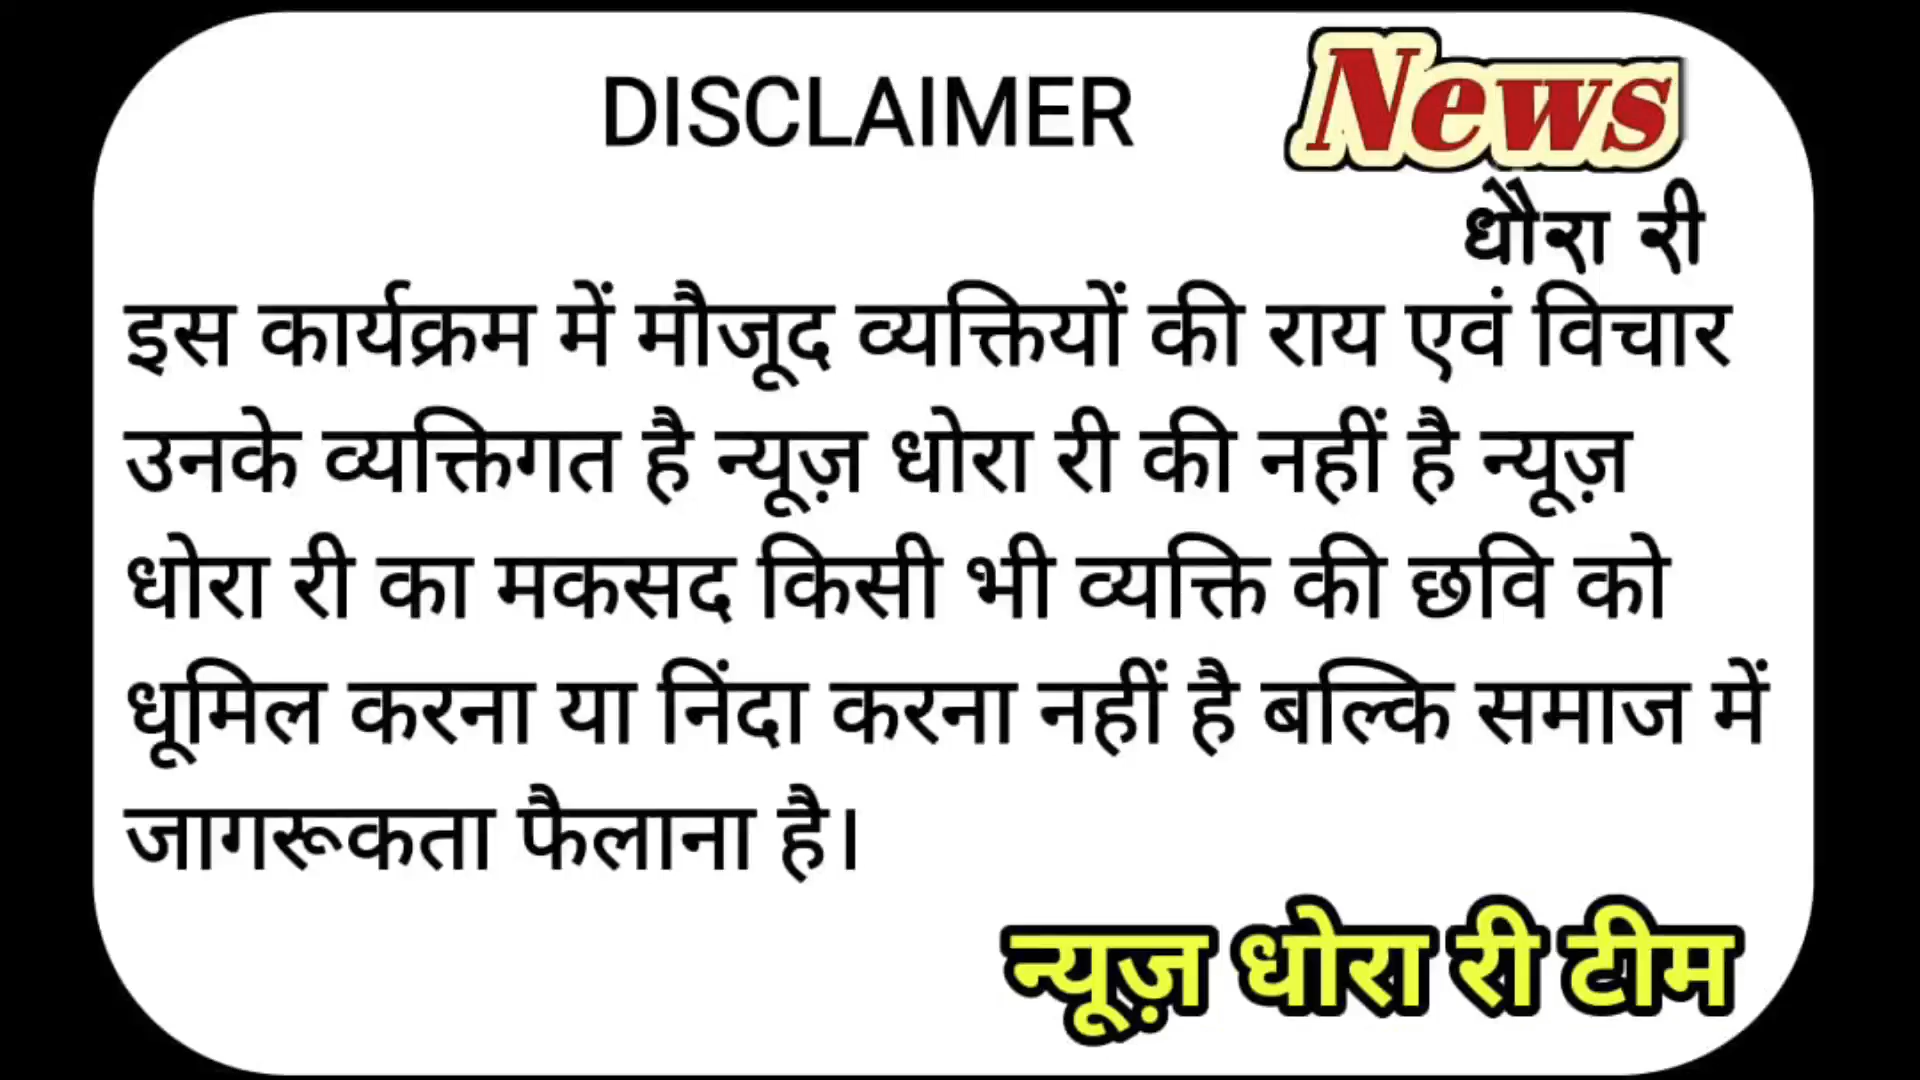 DISCLAIMER
News
धौरा री
इस कार्यक्रम में मौजूद व्यक्तियों की राय एवं विचार
उनके व्यक्तिगत है न्यूज़ धोरा री की नहीं है न्यूज़
धोरा री का मकसद किसी भी व्यक्ति की छवि को
धूमिल करना या निंदा करना नहीं है बल्कि समाज में
जागरूकता फैलाना है।
न्यूज़ धोरा री टीम